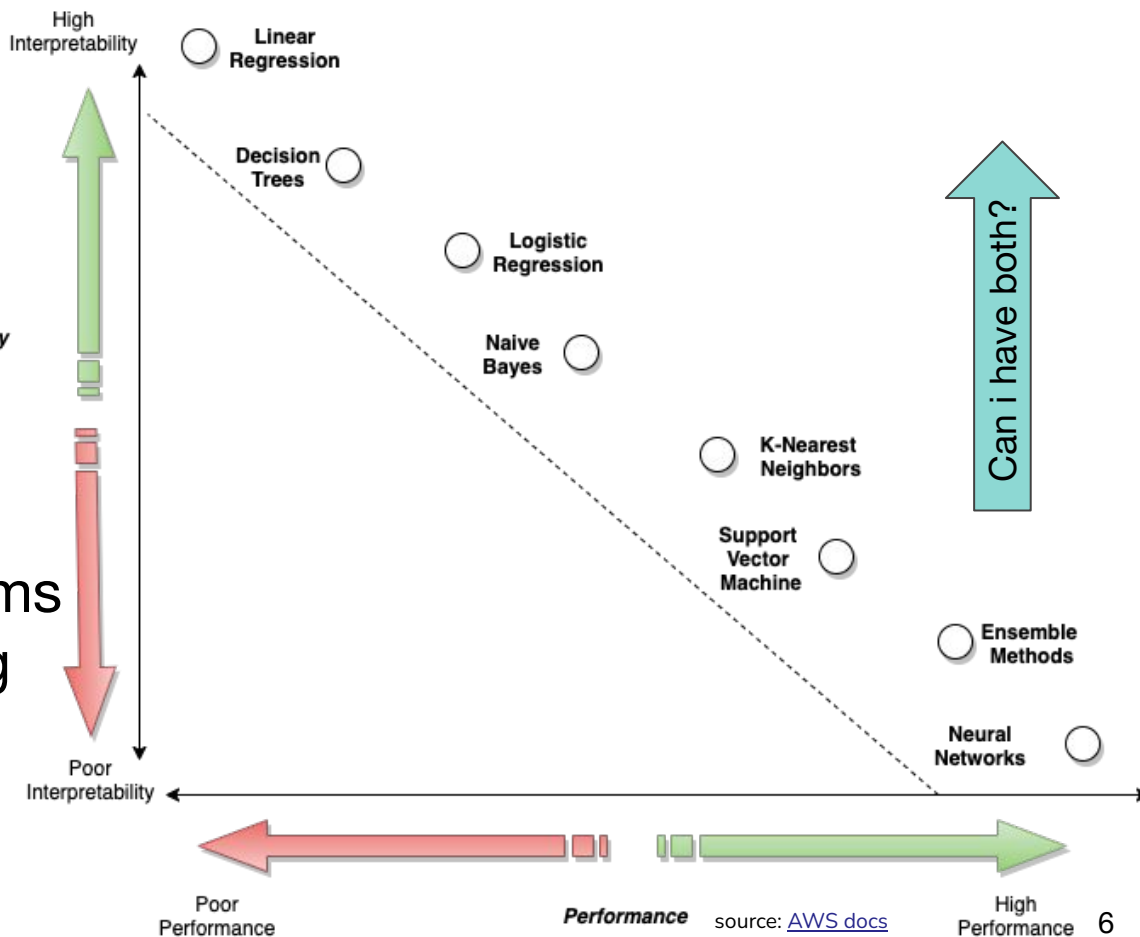 High
Interpretability
Linear
Regression
Decision
Trees
Logistic
Regression
Naive
Bayes
Can i have both?
y
K-Nearest
Neighbors
Support
Vector
Machine
ms
g
Ensemble
Methods
Neural
Networks
Poor
Interpretability
Poor
Performance
Performance
source: AWS docs
High
Performance
6